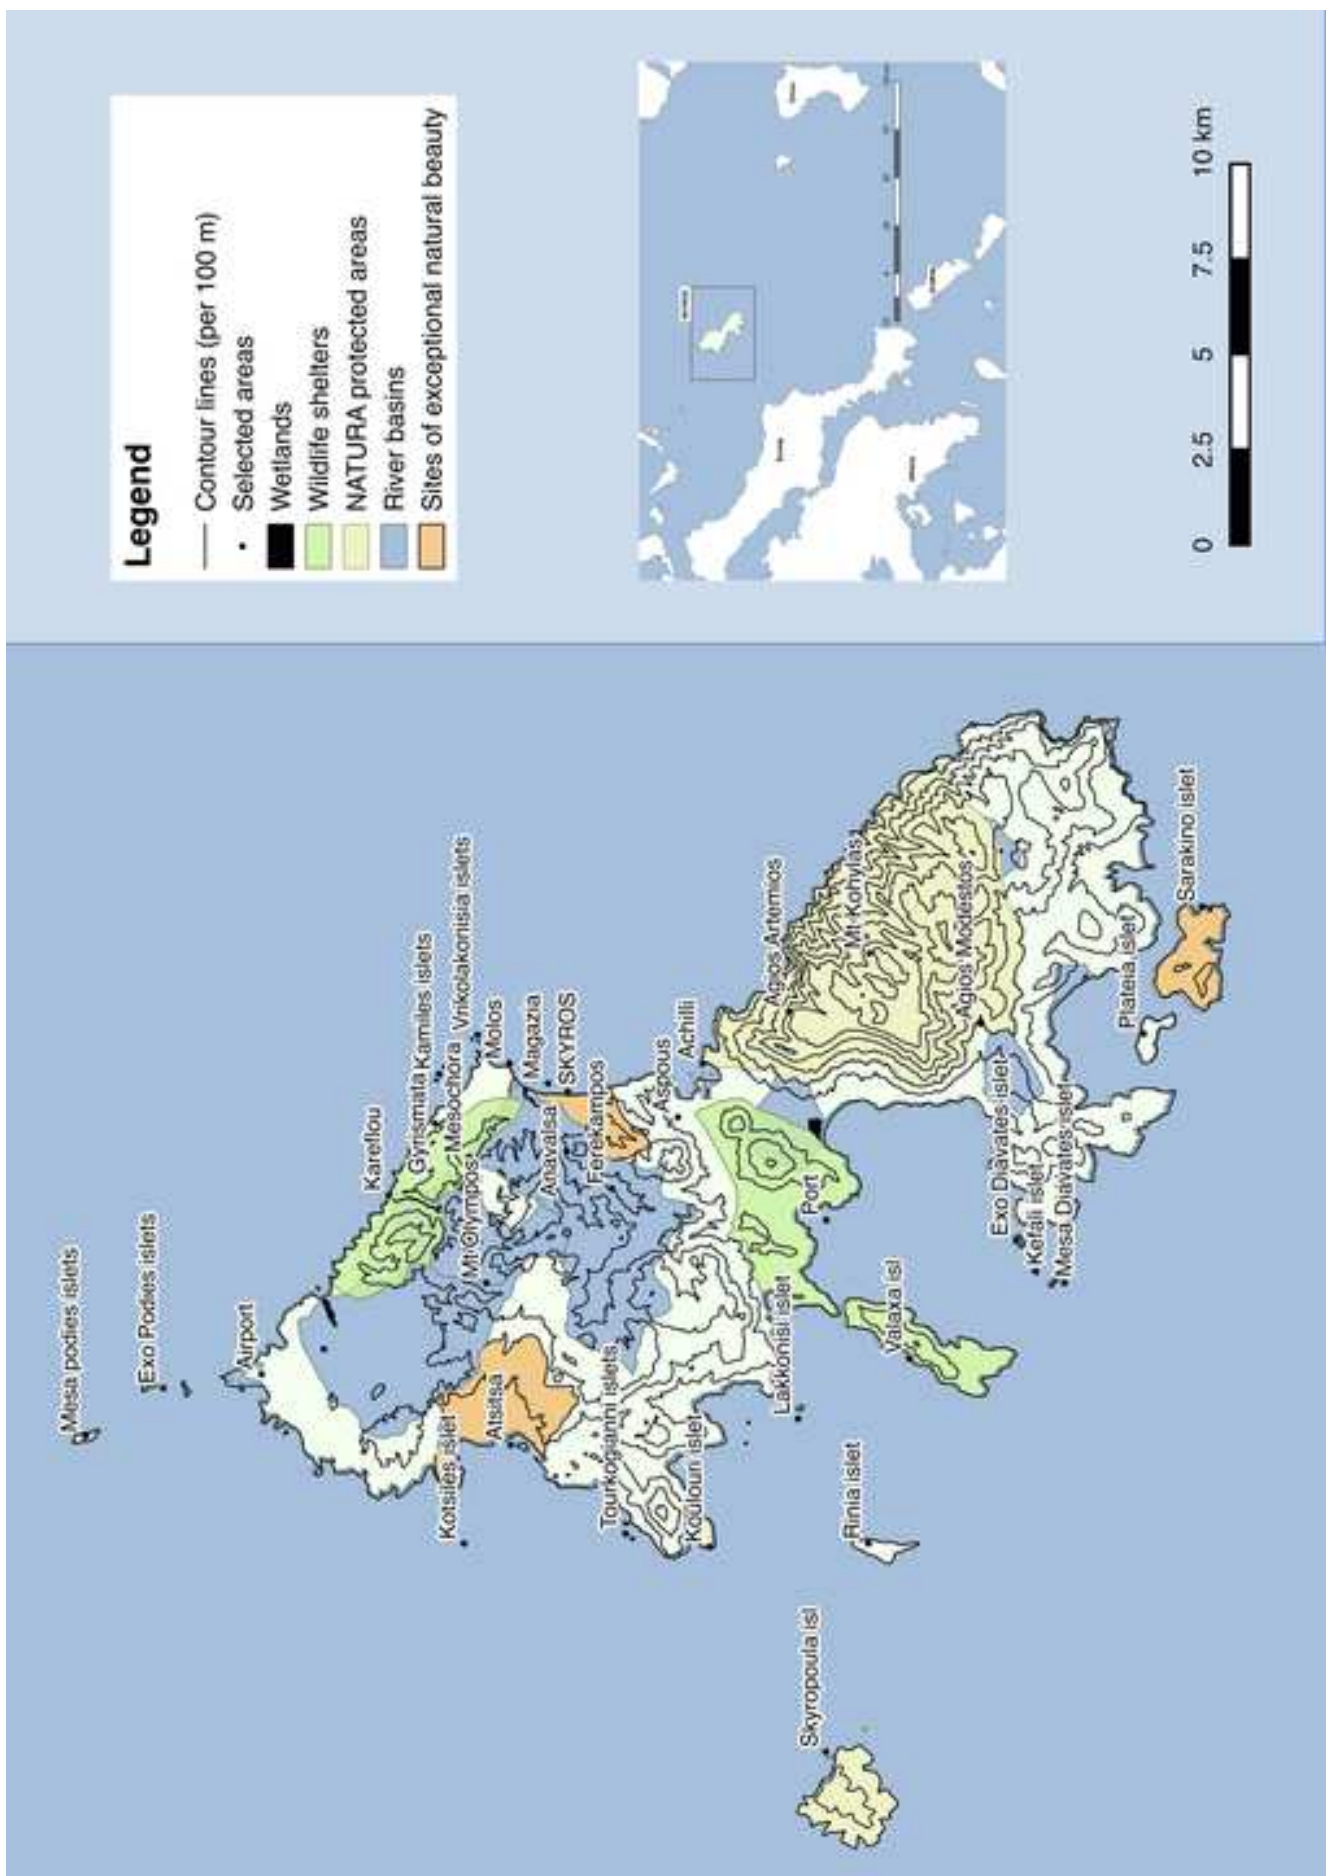 Mesa podies islets
Exo Podies islets
Airport
Karefiou
Gyrismata
Kamiles islets
Mesochora
Vrikolakonisia islets
Molos
Mt Olympos
Magazia
SKYROS
Anavalsa
Ferekampos
Kotsiles islet
Atsitsa
Aspous
Achilli
Tourkogianni islets
Koulouri islet
Lakkonisi islet
Port
Agios Artemios
Mt Kohylas
Agios Modestos
Valaxa isl
Rinia islet
Skyropoula isl
Exo Diavates islet
Kefali islet
Mesa Diavates islet
Plateia islet
Sarakino islet
Legend
Contour lines (per 100 m)
Selected areas
Wetlands
Wildlife shelters
NATURA protected areas
River basins
Sites of exceptional natural beauty
0 2.5 5 7.5 10 km